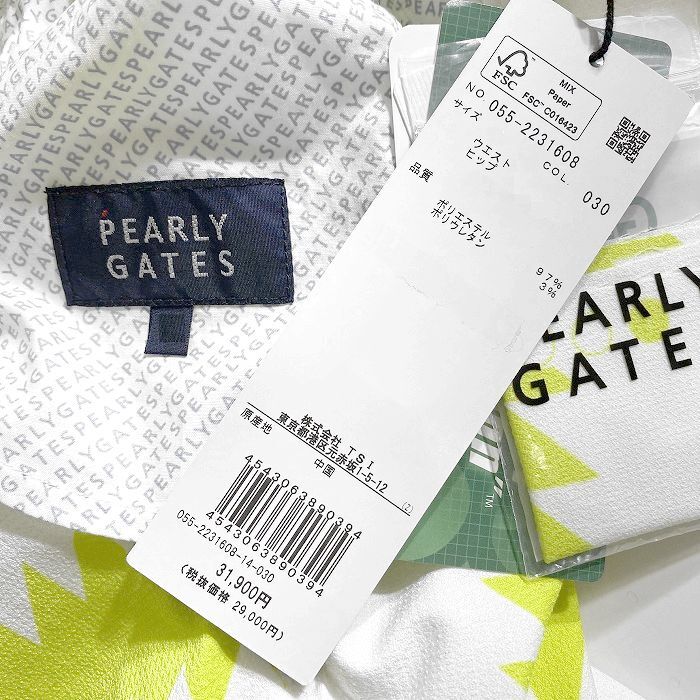 PEARLY
GATES
FSC
MIX
Paper
FSC™ C016423
NO. 055-2231608
サイズ
COL. 030
ウエスト
ヒップ
品質
ポリエステル 97%
ポリウレタン 3%
株式会社 TSI
東京都港区元赤坂1-5-12
(2)
原産地 中国
4543063890394
4543063890394
055-2231608-14-030
31,900円
(税抜価格 29,000円)
EARLY
GATE
TM